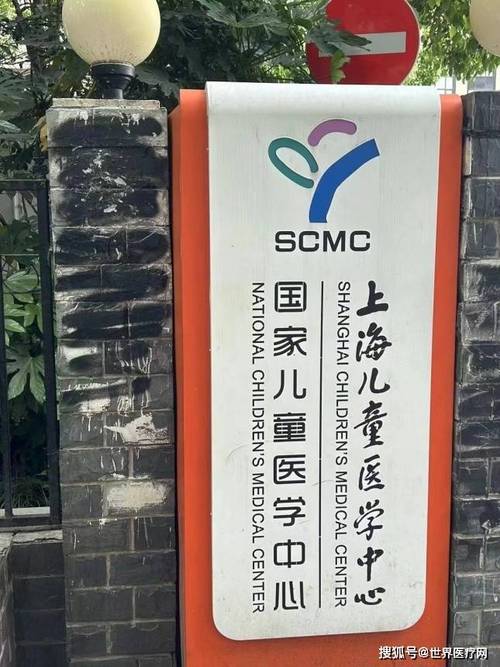 SCMC
上海儿童医学中心
SHANGHAI CHILDREN'S MEDICAL CENTER
国家儿童医学中心
NATIONAL CHILDREN'S MEDICAL CENTER
搜狐号@世界医疗网